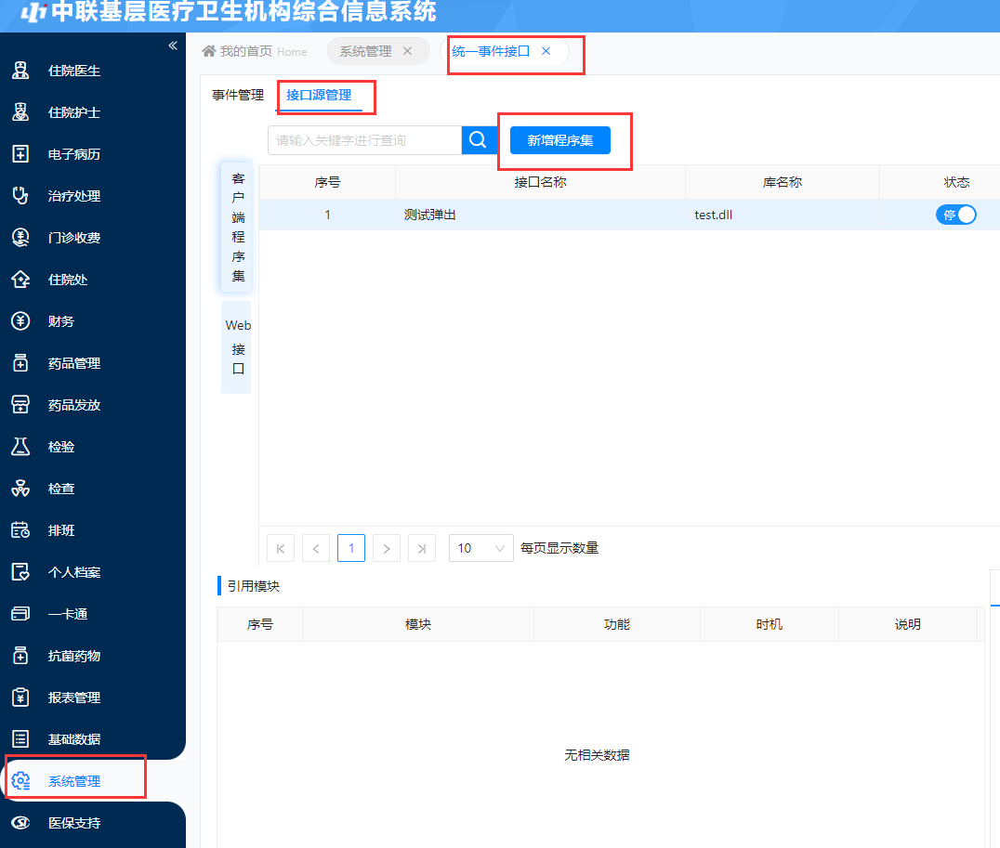 中联基层医疗卫生机构综合信息系统
住院医生
住院护士
电子病历
治疗处理
门诊收费
住院处
财务
药品管理
药品发放
检验
检查
排班
个人档案
一卡通
抗菌药物
报表管理
基础数据
系统管理
医保支持
我的首页 Home
系统管理
统一事件接口
事件管理
接口源管理
请输入关键字进行查询
新增程序集
客户端程序集
Web接口
序号 接口名称 库名称 状态
1 测试弹出 test.dll 停
1
10
每页显示数量
引用模块
序号 模块 功能 时机 说明
无相关数据